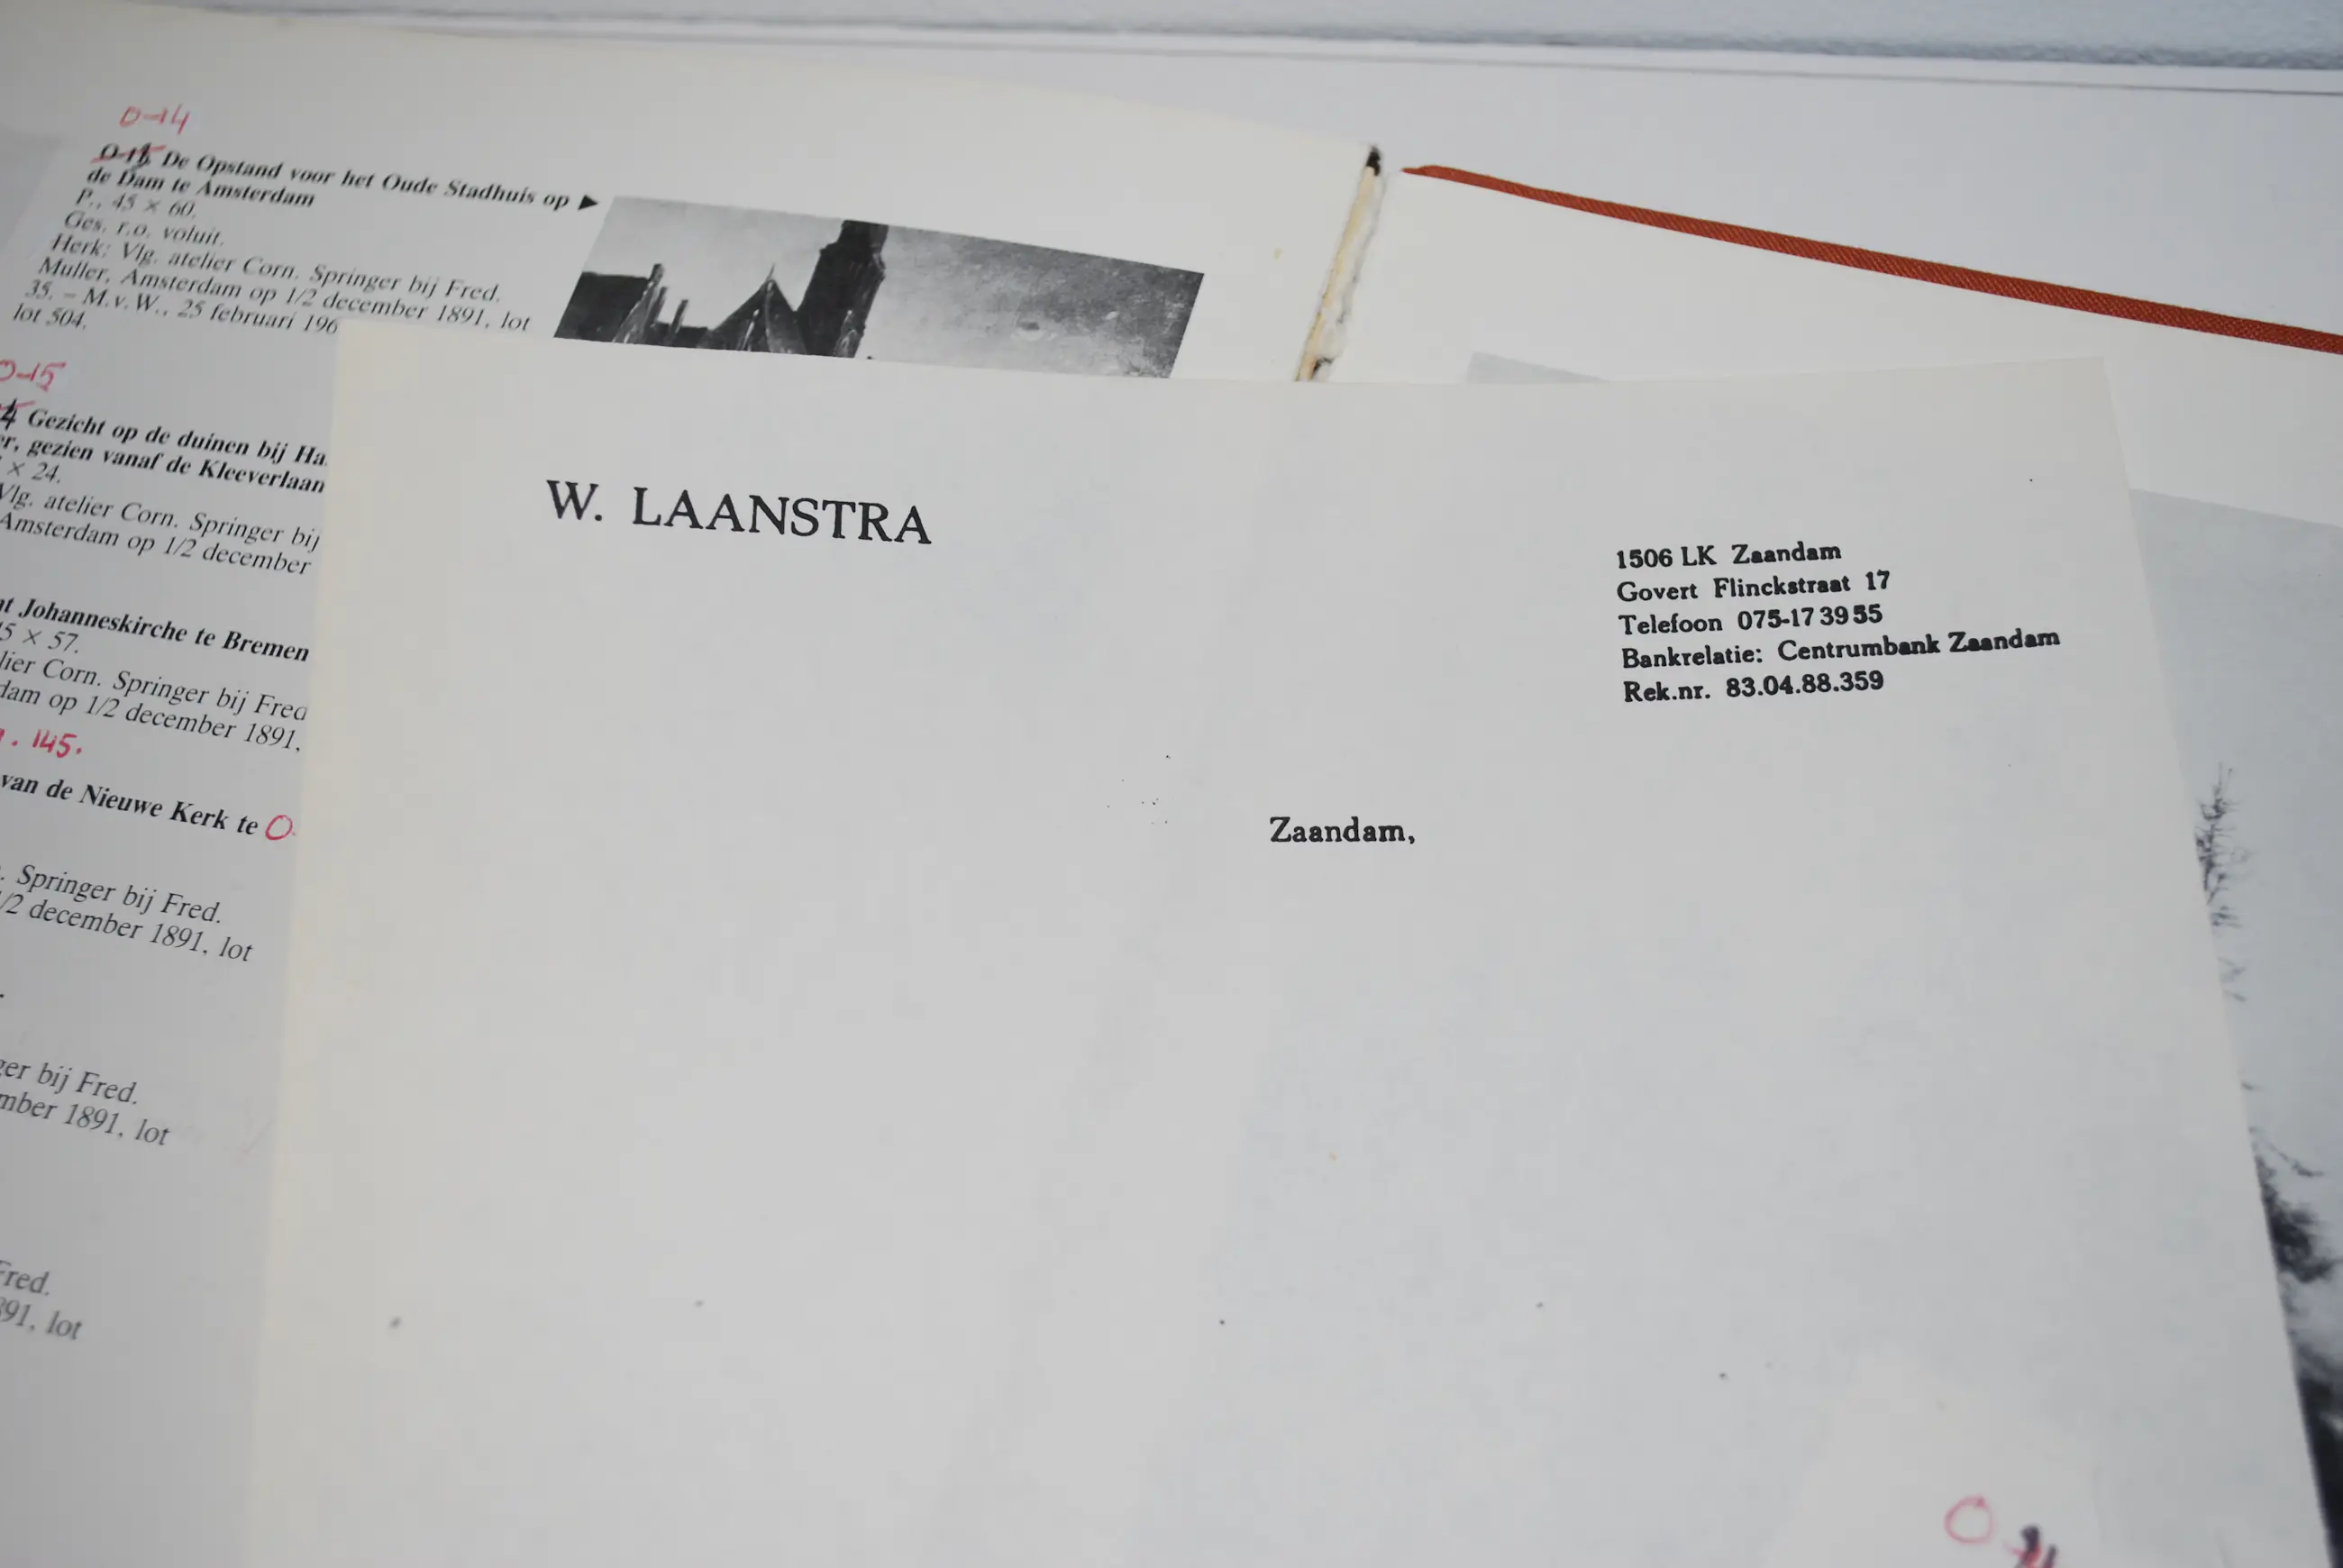 O-14
De Opstand voor het Oude Stadhuis op ▶
de Dam te Amsterdam
P., 45 × 60.
Ges. r.o. voluit.
Herk: Vlg. atelier Corn. Springer bij Fred.
Muller, Amsterdam op 1/2 december 1891, lot
35. – M.v.W., 25 februari 196
lot 504.
O-15
4 Gezicht op de duinen bij Ha
r, gezien vanaf de Kleeverlaan
× 24.
Vlg. atelier Corn. Springer bij
Amsterdam op 1/2 december
t Johanneskirche te Bremen
5 × 57.
lier Corn. Springer bij Fred
dam op 1/2 december 1891,
. 145.
van de Nieuwe Kerk te O
. Springer bij Fred.
1/2 december 1891, lot
ger bij Fred.
mber 1891, lot
Fred.
891, lot
W. LAANSTRA
1506 LK Zaandam
Govert Flinckstraat 17
Telefoon 075-17 39 55
Bankrelatie: Centrumbank Zaandam
Rek.nr. 83.04.88.359
Zaandam,
O